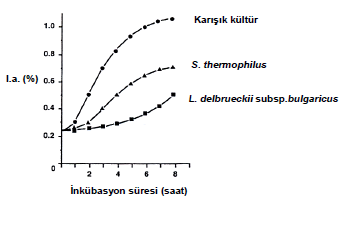 Karışık kültür
1.0
0.8
I.a. (%)
S. thermophilus
0.6
L. delbrueckii subsp.bulgaricus
0.4
0.2
0
2 4 6 8
İnkübasyon süresi (saat)